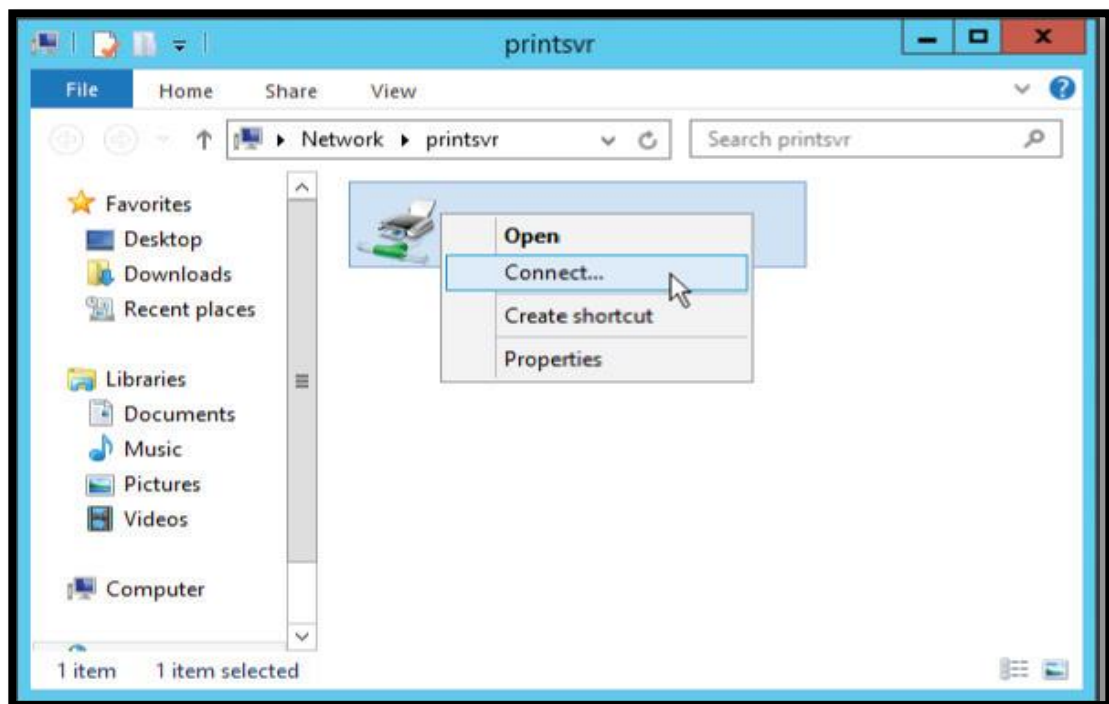 printsvr
File Home Share View
Network printsvr Search printsvr
Favorites
Desktop
Downloads
Recent places
Libraries
Documents
Music
Pictures
Videos
Computer
Open
Connect...
Create shortcut
Properties
1 item 1 item selected